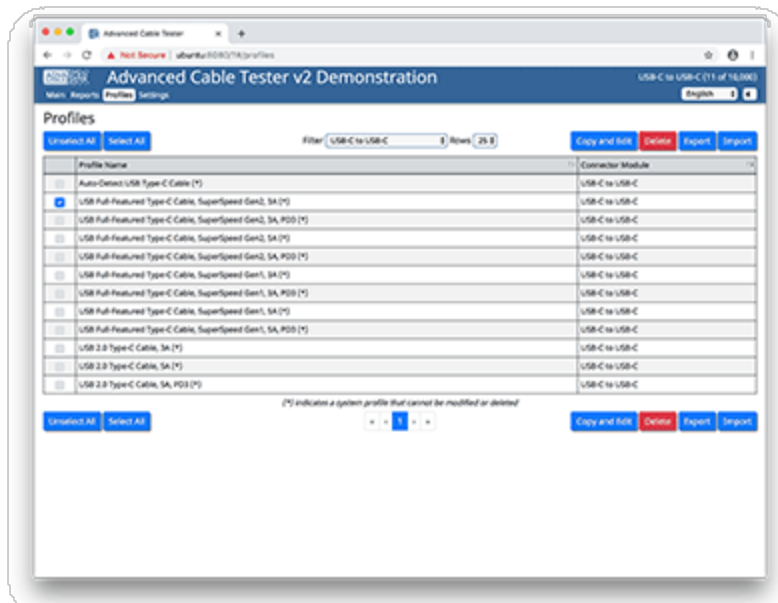 Advanced Cable Tester
Not Secure | ubuntu:8080/TA/profiles
Advanced Cable Tester v2 Demonstration
USB-C to USB-C (11 of 10,000)
Main Reports Profiles Settings
English
Profiles
Unselect All Select All Filter USB-C to USB-C Rows 25 Copy and Edit Delete Export Import
Profile Name Connector Module
Auto-Detect USB Type-C Cable (*) USB-C to USB-C
USB Full-Featured Type-C Cable, SuperSpeed Gen2, 3A (*) USB-C to USB-C
USB Full-Featured Type-C Cable, SuperSpeed Gen2, 3A, PD3 (*) USB-C to USB-C
USB Full-Featured Type-C Cable, SuperSpeed Gen2, 5A (*) USB-C to USB-C
USB Full-Featured Type-C Cable, SuperSpeed Gen2, 5A, PD3 (*) USB-C to USB-C
USB Full-Featured Type-C Cable, SuperSpeed Gen1, 3A (*) USB-C to USB-C
USB Full-Featured Type-C Cable, SuperSpeed Gen1, 3A, PD3 (*) USB-C to USB-C
USB Full-Featured Type-C Cable, SuperSpeed Gen1, 5A (*) USB-C to USB-C
USB Full-Featured Type-C Cable, SuperSpeed Gen1, 5A, PD3 (*) USB-C to USB-C
USB 2.0 Type-C Cable, 3A (*) USB-C to USB-C
USB 2.0 Type-C Cable, 5A (*) USB-C to USB-C
USB 2.0 Type-C Cable, 5A, PD3 (*) USB-C to USB-C
(*) indicates a system profile that cannot be modified or deleted
Unselect All Select All « ‹ 1 › » Copy and Edit Delete Export Import